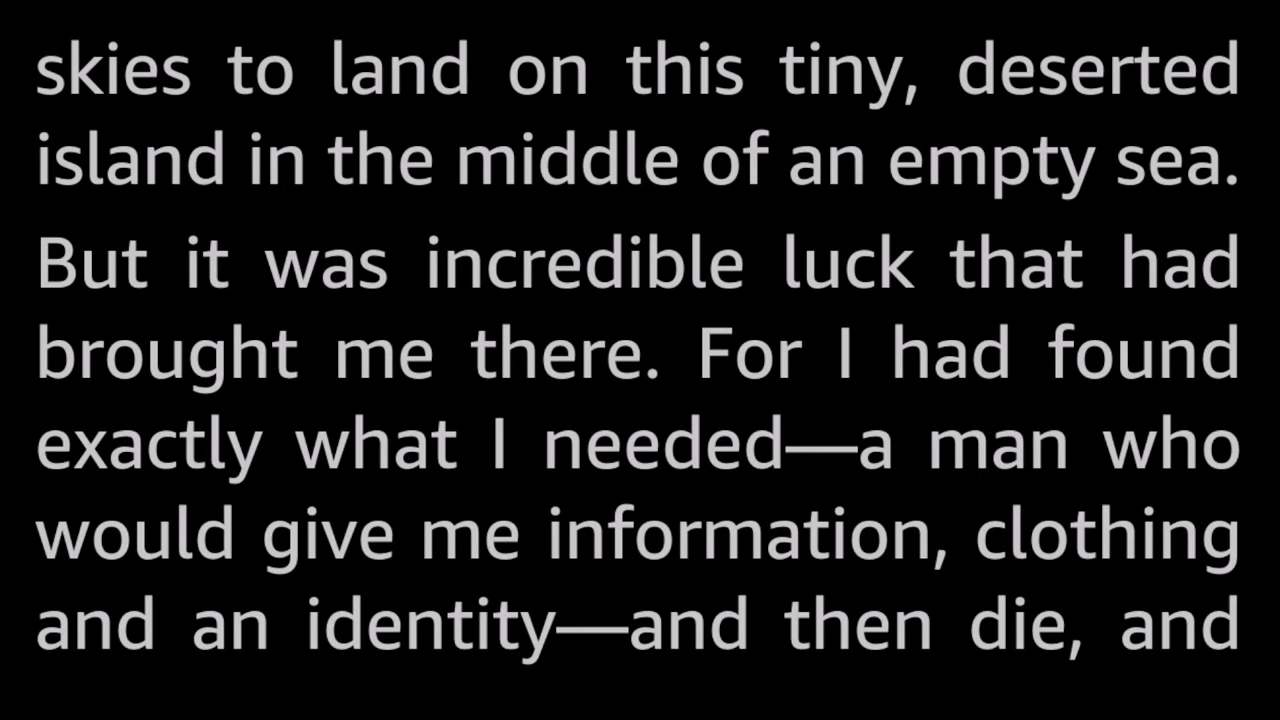 skies to land on this tiny, deserted
island in the middle of an empty sea.
But it was incredible luck that had
brought me there. For I had found
exactly what I needed—a man who
would give me information, clothing
and an identity—and then die, and